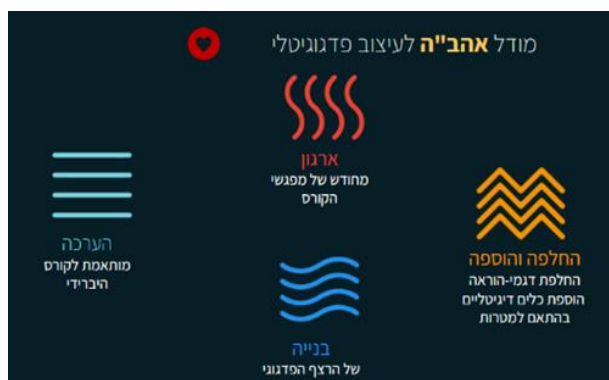 מודל אהב"ה לעיצוב פדגוגיטלי
ארגון
מחודש של מפגשי
הקורס
החלפה והוספה
החלפת דגמי-הוראה
הוספת כלים דיגיטליים
בהתאם למטרות
בנייה
של הרצף הפדגוגי
הערכה
מותאמת לקורס
היברידי